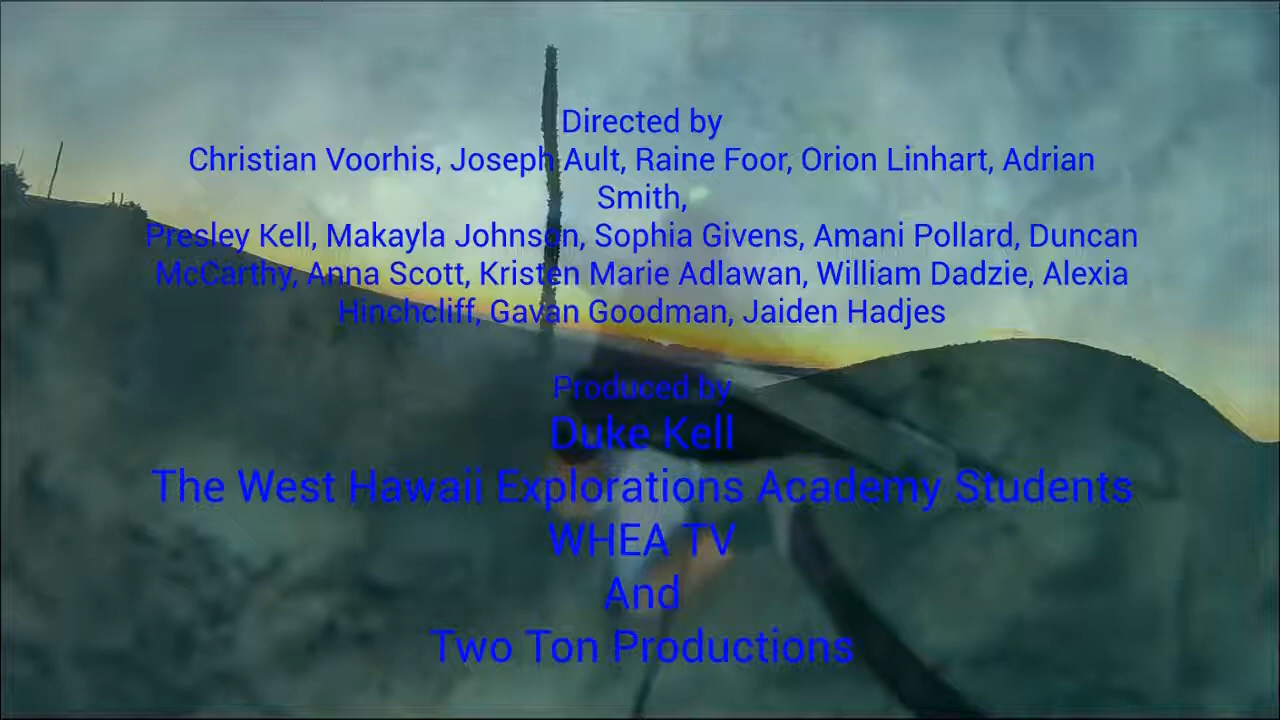 Directed by
Christian Voorhis, Joseph Ault, Raine Foor, Orion Linhart, Adrian
Smith,
Presley Kell, Makayla Johnson, Sophia Givens, Amani Pollard, Duncan
McCarthy, Anna Scott, Kristen Marie Adlawan, William Dadzie, Alexia
Hinchcliff, Gavan Goodman, Jaiden Hadjes
Produced by
Duke Kell
The West Hawaii Explorations Academy Students
WHEA TV
And
Two Ton Productions